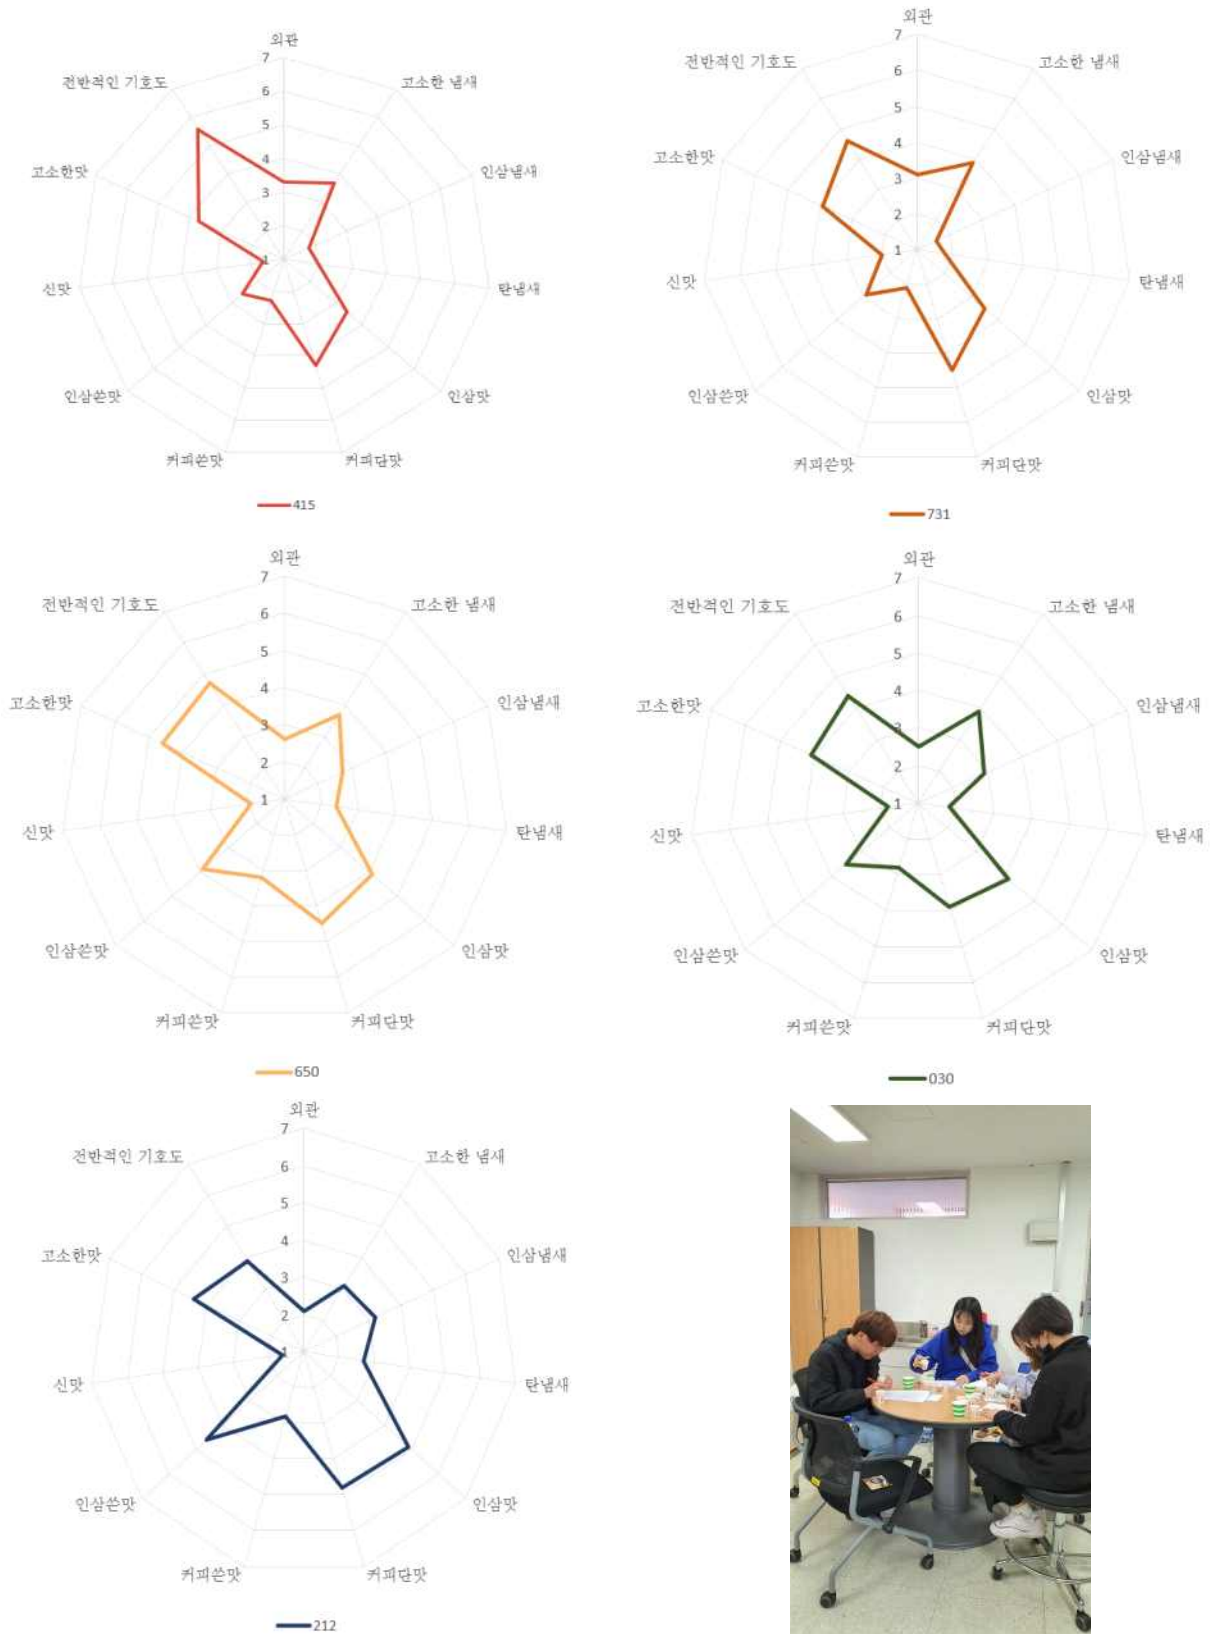 외관
7
6
5
4
3
2
1
고소한 냄새
인삼냄새
탄냄새
인삼맛
커피단맛
커피쓴맛
인삼쓴맛
신맛
고소한맛
전반적인 기호도
415
외관
7
6
5
4
3
2
1
고소한 냄새
인삼냄새
탄냄새
인삼맛
커피단맛
커피쓴맛
인삼쓴맛
신맛
고소한맛
전반적인 기호도
731
외관
7
6
5
4
3
2
1
고소한 냄새
인삼냄새
탄냄새
인삼맛
커피단맛
커피쓴맛
인삼쓴맛
신맛
고소한맛
전반적인 기호도
650
외관
7
6
5
4
3
2
1
고소한 냄새
인삼냄새
탄냄새
인삼맛
커피단맛
커피쓴맛
인삼쓴맛
신맛
고소한맛
전반적인 기호도
030
외관
7
6
5
4
3
2
1
고소한 냄새
인삼냄새
탄냄새
인삼맛
커피단맛
커피쓴맛
인삼쓴맛
신맛
고소한맛
전반적인 기호도
212